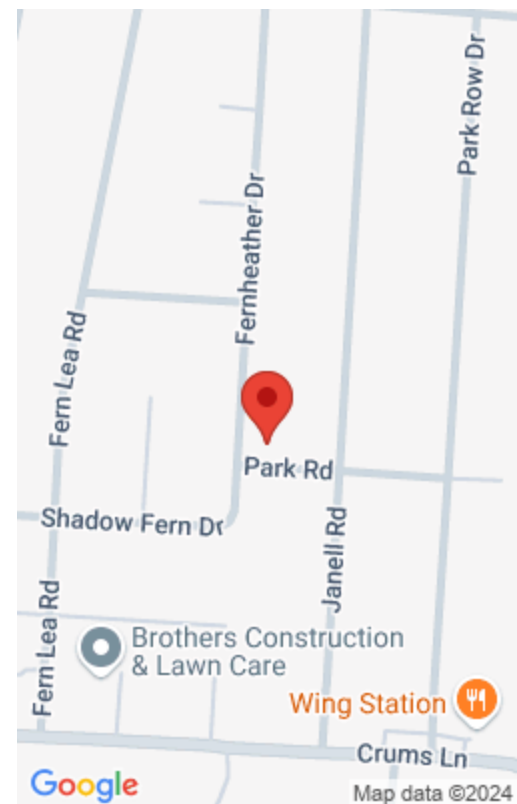 Park Row Dr
Fernheather Dr
Fern Lea Rd
Park Rd
Shadow Fern Dr
Janell Rd
Fern Lea Rd
Brothers Construction
& Lawn Care
Wing Station
Crums Ln
Google
Map data ©2024